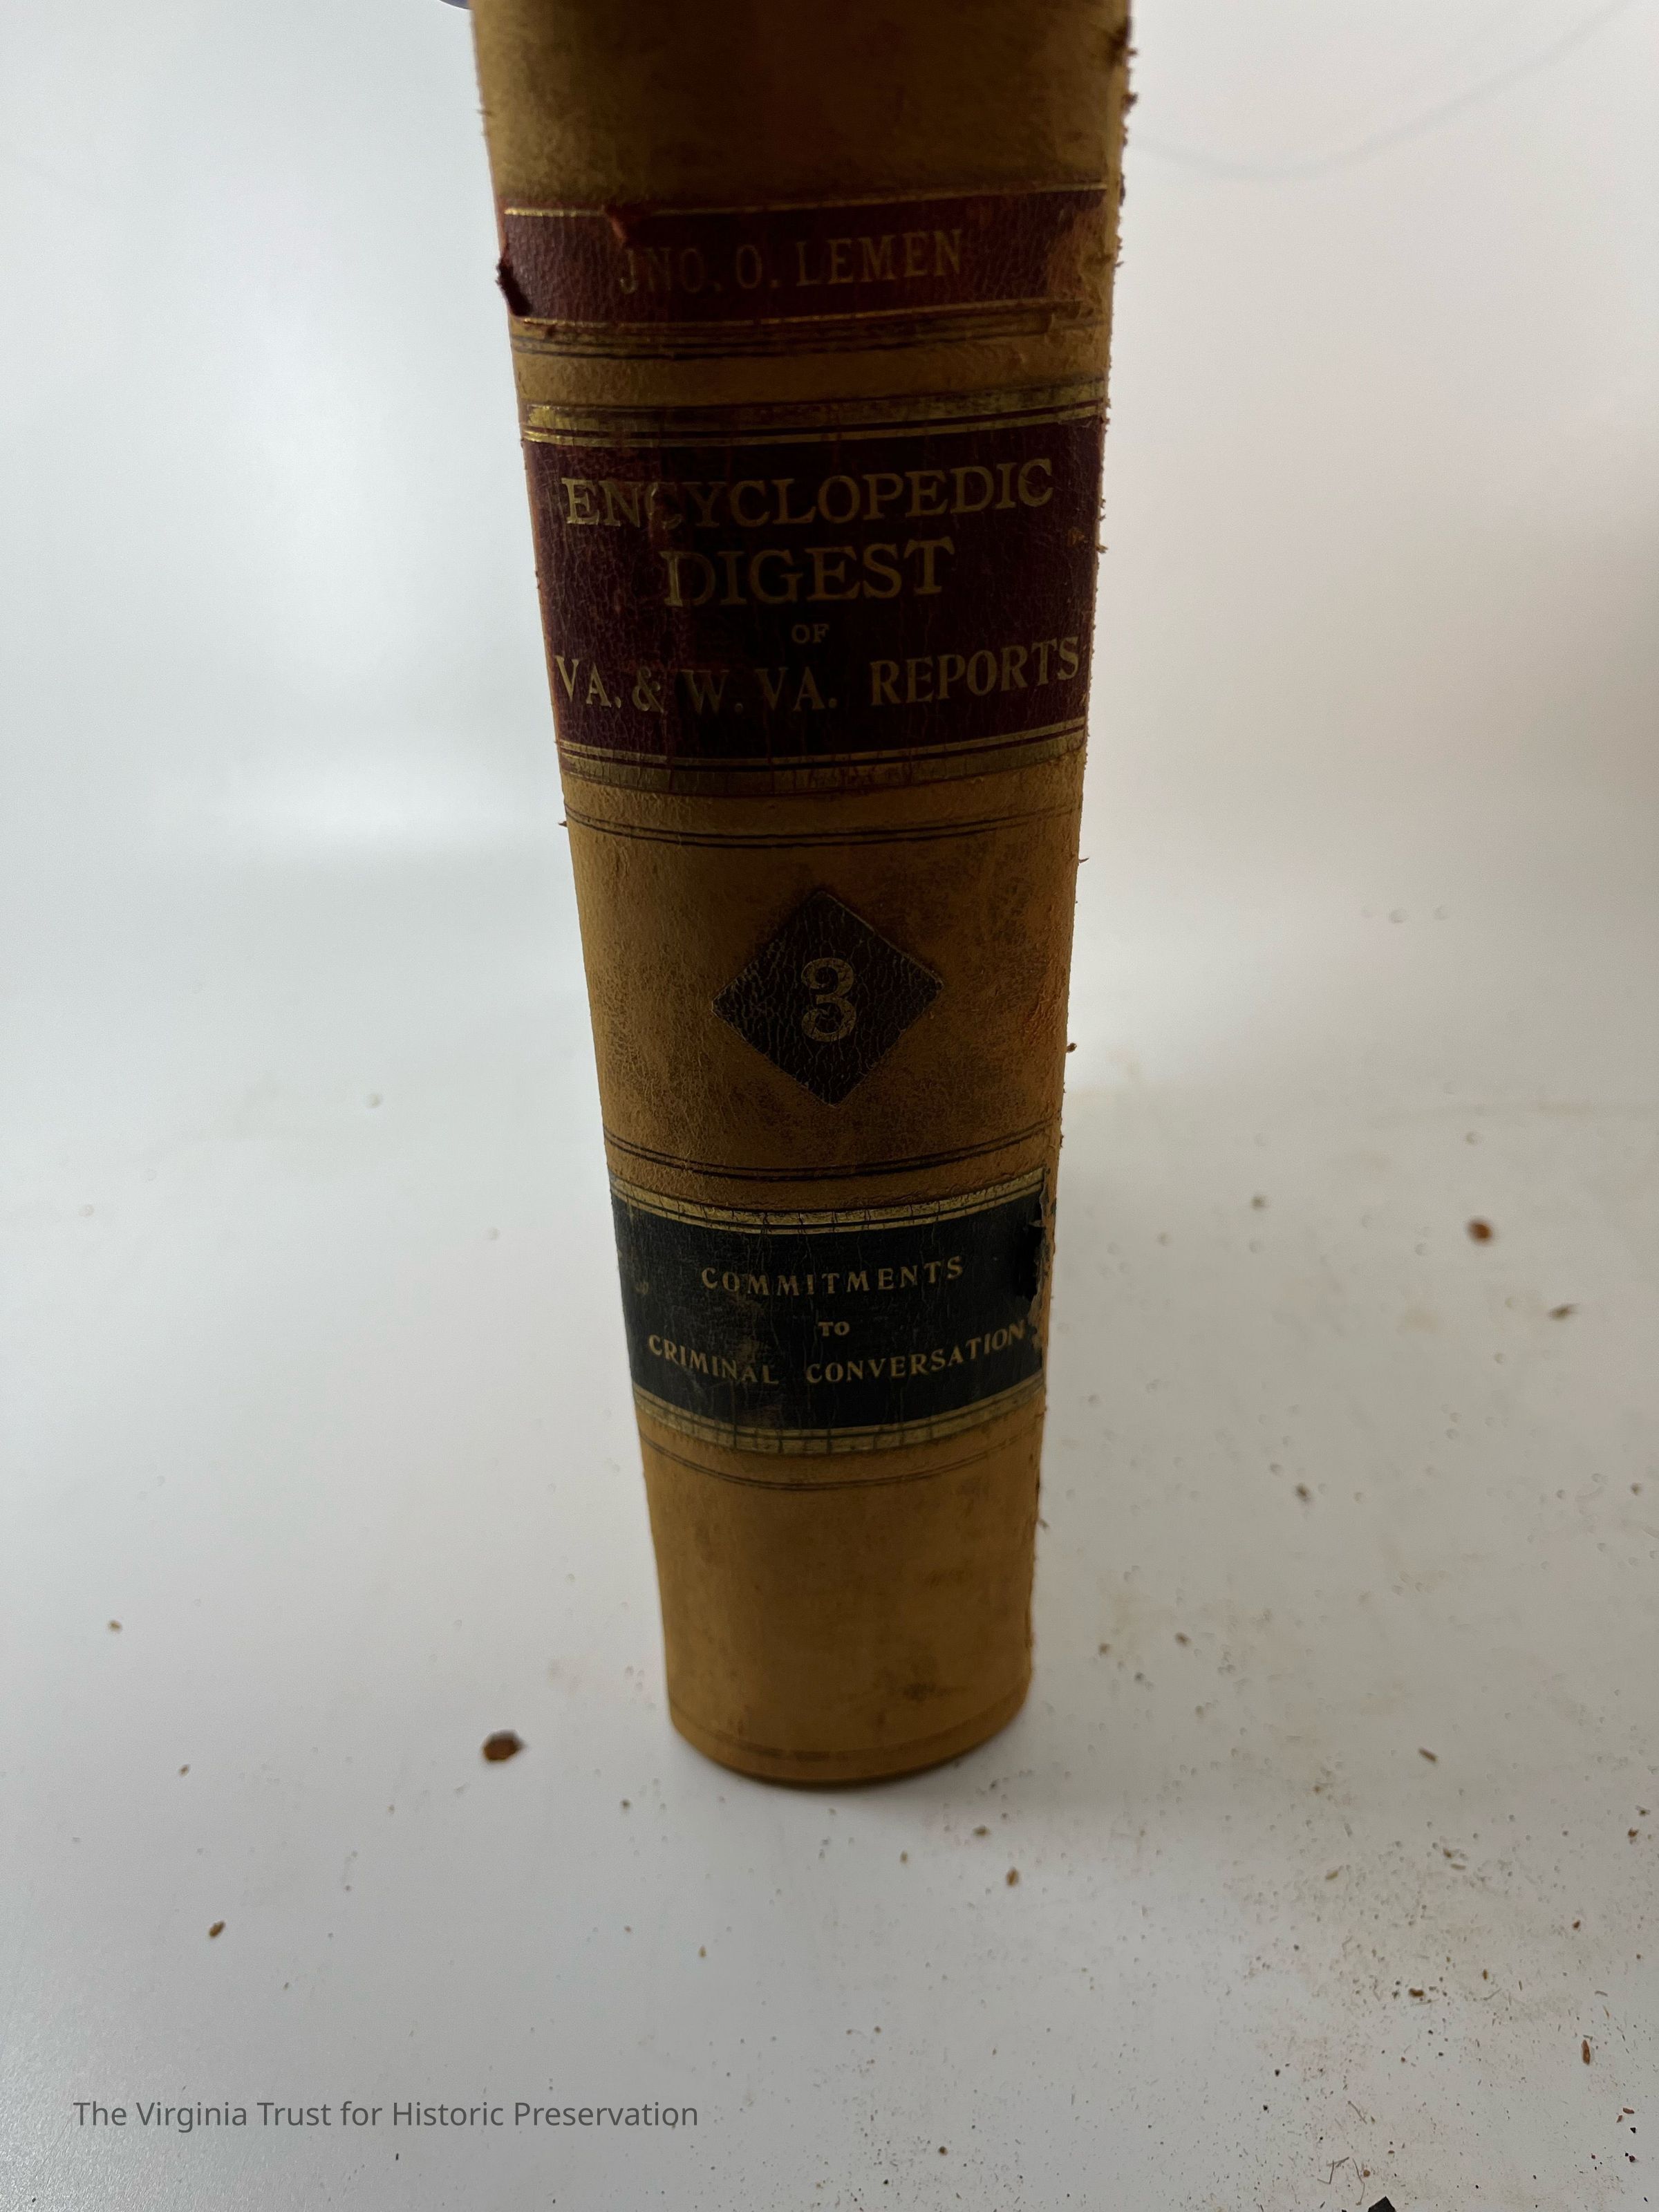 JNO. O. LEMEN
ENCYCLOPEDIC
DIGEST
OF
VA. & W. VA. REPORTS
3
COMMITMENTS
TO
CRIMINAL CONVERSATION
The Virginia Trust for Historic Preservation